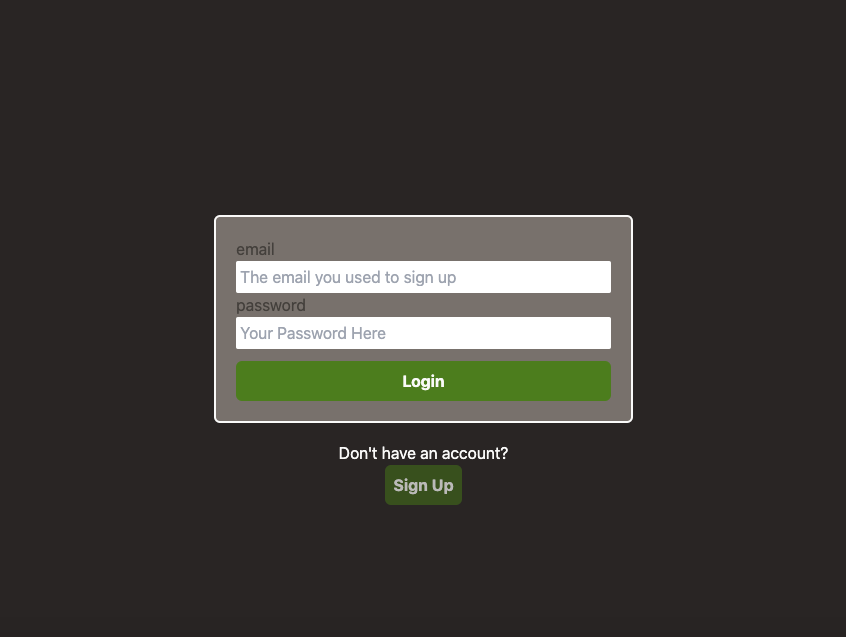 email
The email you used to sign up
password
Your Password Here
Login
Don't have an account?
Sign Up